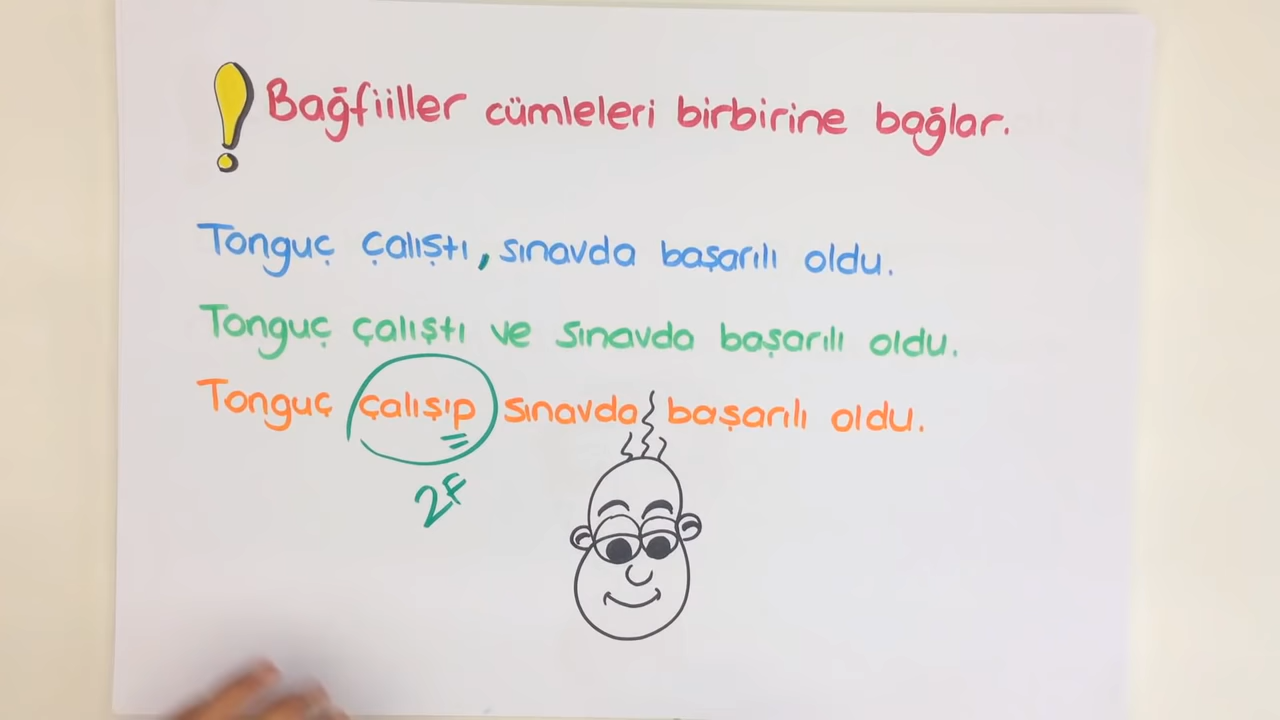 Bağfiiller cümleleri birbirine bağlar.
Tonguç çalıştı, sınavda başarılı oldu.
Tonguç çalıştı ve sınavda başarılı oldu.
Tonguç çalışıp sınavda başarılı oldu.
2F